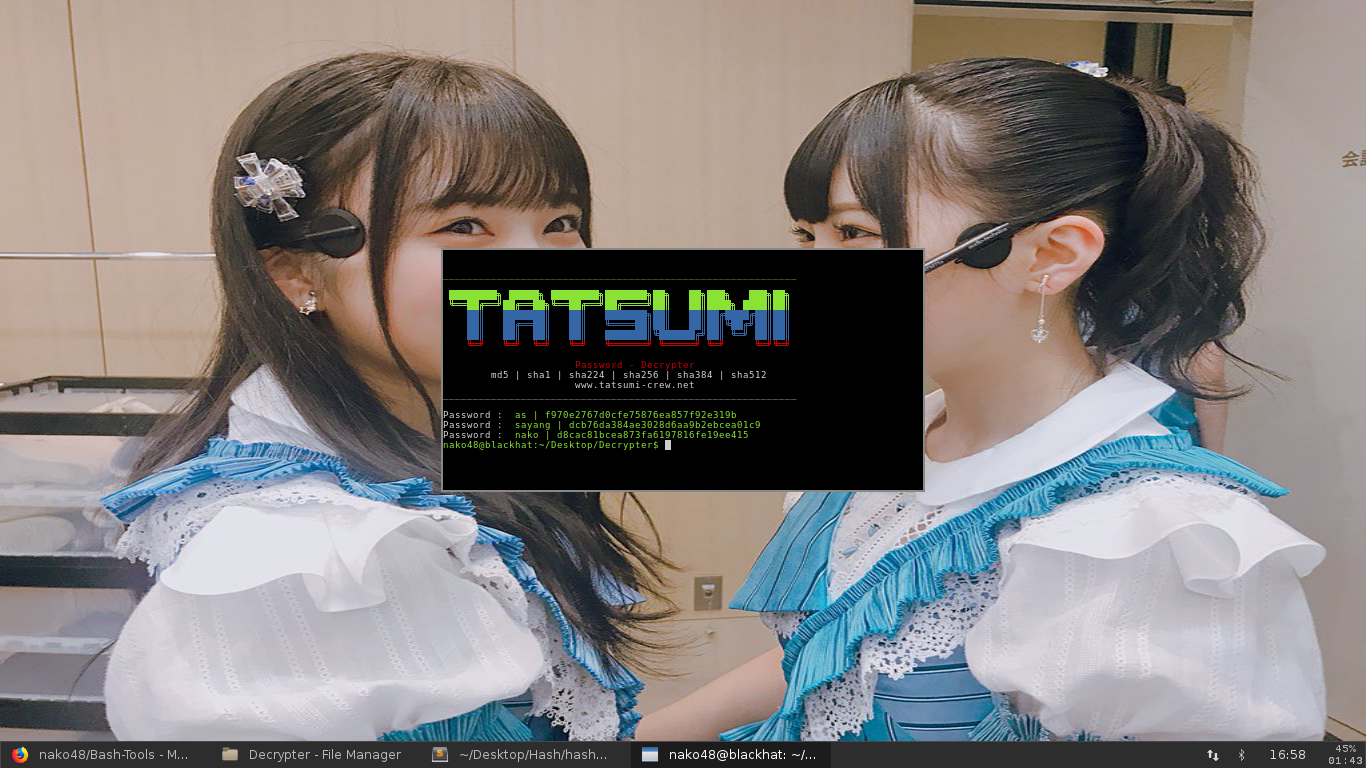 会
TATSUMI
Password - Decrypter
md5 | sha1 | sha224 | sha256 | sha384 | sha512
www.tatsumi-crew.net
Password :  as | f970e2767d0cfe75876ea857f92e319b
Password :  sayang | dcb76da384ae3028d6aa9b2ebcea01c9
Password :  nako | d8cac81bcea873fa6197816fe19ee415
nako48@blackhat:~/Desktop/Decrypter$
nako48/Bash-Tools - M... Decrypter - File Manager ~/Desktop/Hash/hash... nako48@blackhat: ~/... 16:58 45%
01:43